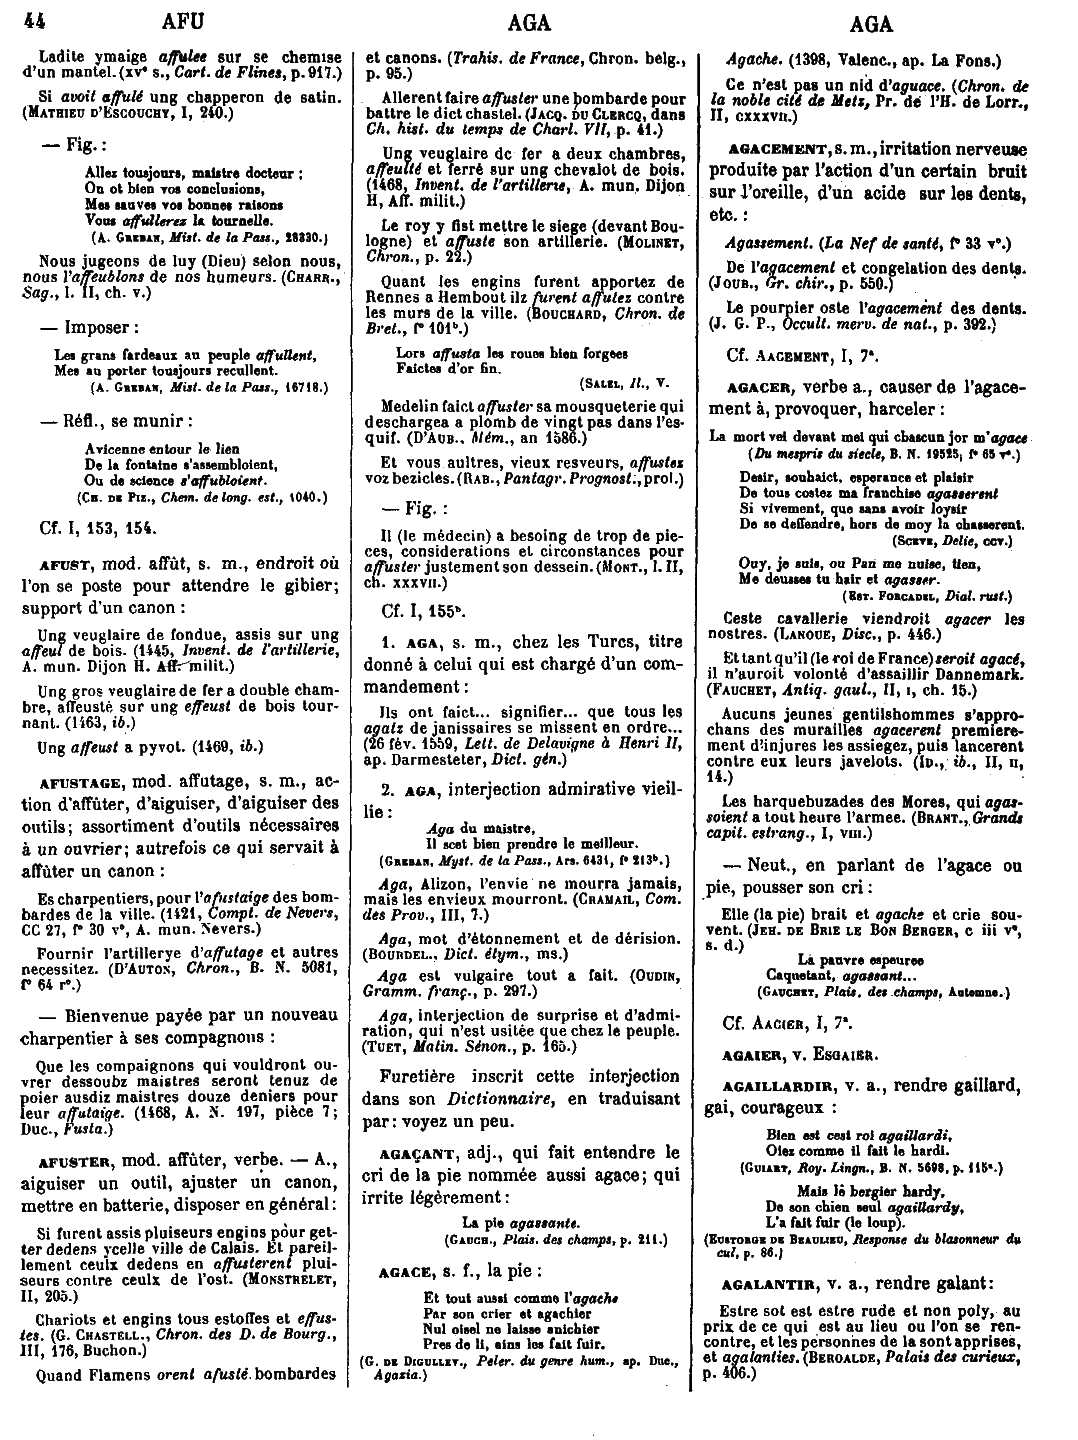 44 AFU AGA AGA
Ladite ymaige affulee sur se chemise
d'un mantel. (xvᵉ s., Cart. de Flines, p. 917.)
Si avoit affulé ung chapperon de satin.
(MATHIEU D'ESCOUCHY, I, 240.)
— Fig. :
Allez tousjours, maistre docteur ;
On ot bien vos conclusions,
Mes sauves vos bonnes raisons
Vous affullerez la tournelle.
(A. GREBAN, Mist. de la Pass., 28330.)
Nous jugeons de luy (Dieu) selon nous,
nous l'affeublons de nos humeurs. (CHARR.,
Sag., l. II, ch. v.)
— Imposer :
Les grans fardeaux au peuple affullent,
Mes au porter tousjours recullent.
(A. GREBAN, Mist. de la Pass., 16718.)
— Réfl., se munir :
Avicenne entour le lien
De la fontaine s'assembloient,
Ou de science s'affubloient.
(CH. DE PIZ., Chem. de long. est., 1040.)
Cf. I, 153, 154.
AFUST, mod. affût, s. m., endroit où
l'on se poste pour attendre le gibier;
support d'un canon :
Ung veuglaire de fondue, assis sur ung
affeut de bois. (1445, Invent. de l'artillerie,
A. mun. Dijon H. Aff. milit.)
Ung gros veuglaire de fer a double cham-
bre, affeusté sur ung effeust de bois tour-
nant. (1463, ib.)
Ung affeust a pyvot. (1469, ib.)
AFUSTAGE, mod. affutage, s. m., ac-
tion d'affûter, d'aiguiser, d'aiguiser des
outils; assortiment d'outils nécessaires
à un ouvrier; autrefois ce qui servait à
affûter un canon :
Es charpentiers, pour l'afustaige des bom-
bardes de la ville. (1421, Compt. de Nevers,
CC 27, fᵒ 30 vᵒ, A. mun. Nevers.)
Fournir l'artillerye d'affutage et autres
necessitez. (D'AUTON, Chron., B. N. 5081,
fᵒ 64 rᵒ.)
— Bienvenue payée par un nouveau
charpentier à ses compagnons :
Que les compaignons qui vouldront ou-
vrer dessoubz maistres seront tenuz de
poier ausdiz maistres douze deniers pour
leur affutaige. (1468, A. N. 197, pièce 7;
Duc., Fusta.)
AFUSTER, mod. affûter, verbe. — A.,
aiguiser un outil, ajuster un canon,
mettre en batterie, disposer en général :
Si furent assis pluiseurs engins pour get-
ter dedens ycelle ville de Calais. Et pareil-
lement ceulx dedens en affusterent plui-
seurs contre ceulx de l'ost. (MONSTRELET,
II, 205.)
Chariots et engins tous estoffes et effus-
tes. (G. CHASTELL., Chron. des D. de Bourg.,
III, 176, Buchon.)
Quand Flamens orent afusté bombardes
et canons. (Trahis. de France, Chron. belg.,
p. 95.)
Allerent faire affuster une bombarde pour
battre le dict chastel. (JACQ. DU CLERCQ, dans
Ch. hist. du temps de Charl. VII, p. 41.)
Ung veuglaire de fer a deux chambres,
affeulté et ferré sur ung chevalot de bois.
(1468, Invent. de l'artillerie, A. mun. Dijon
H, Aff. milit.)
Le roy y fist mettre le siege (devant Bou-
logne) et affuste son artillerie. (MOLINET,
Chron., p. 22.)
Quant les engins furent apportez de
Rennes a Hembout ilz furent affutez contre
les murs de la ville. (BOUCHARD, Chron. de
Bret., fᵒ 101ᵇ.)
Lors affusta les roues bien forgees
Faictes d'or fin.
(SALEL, Il., V.
Medelin faict affuster sa mousqueterie qui
deschargea a plomb de vingt pas dans l'es-
quif. (D'AUB., Mém., an 1586.)
Et vous aultres, vieux resveurs, affustez
voz bezicles. (RAB., Pantagr. Prognost., prol.)
— Fig. :
Il (le médecin) a besoing de trop de pie-
ces, considerations et circonstances pour
affuster justement son dessein. (MONT., l. II,
ch. XXXVII.)
Cf. I, 155ᵇ.
1. AGA, s. m., chez les Turcs, titre
donné à celui qui est chargé d'un com-
mandement :
Ils ont faict... signifier... que tous les
agatz de janissaires se missent en ordre...
(26 fév. 1559, Lett. de Delavigne à Henri II,
ap. Darmesteter, Dict. gén.)
2. AGA, interjection admirative vieil-
lie :
Aga du maistre,
Il scet bien prendre le meilleur.
(GREBAN, Myst. de la Pass., Ars. 6431, fᵒ 213ᵇ.)
Aga, Alizon, l'envie ne mourra jamais,
mais les envieux mourront. (CRAMAIL, Com.
des Prov., III, 7.)
Aga, mot d'étonnement et de dérision.
(BOURDEL., Dict. étym., ms.)
Aga est vulgaire tout a fait. (OUDIN,
Gramm. franç., p. 297.)
Aga, interjection de surprise et d'admi-
ration, qui n'est usitée que chez le peuple.
(TUET, Matin. Sénon., p. 165.)
Furetière inscrit cette interjection
dans son Dictionnaire, en traduisant
par : voyez un peu.
AGAÇANT, adj., qui fait entendre le
cri de la pie nommée aussi agace; qui
irrite légèrement :
La pie agassante.
(GAUCH., Plais. des champs, p. 211.)
AGACE, s. f., la pie :
Et tout aussi comme l'agache
Par son crier et agachier
Nul oisel ne laisse anichier
Pres de li, ains les fait fuir.
(G. DE DIGULLEV., Peler. du genre hum., ap. Duc.,
Agazia.)
Agache. (1398, Valenc., ap. La Fons.)
Ce n'est pas un nid d'aguace. (Chron. de
la noble cité de Metz, Pr. de l'H. de Lorr.,
II, CXXXVII.)
AGACEMENT, s. m., irritation nerveuse
produite par l'action d'un certain bruit
sur l'oreille, d'un acide sur les dents,
etc. :
Agassement. (La Nef de santé, fᵒ 33 vᵒ.)
De l'agacement et congelation des dents.
(JOUB., Gr. chir., p. 550.)
Le pourpier oste l'agacement des dents.
(J. G. P., Occult. merv. de nat., p. 392.)
Cf. AAGEMENT, I, 7ᵃ.
AGACER, verbe a., causer de l'agace-
ment à, provoquer, harceler :
La mort vet devant mei qui chascun jor m'agace
(Du mespris du siecle, B. N. 19525, fᵒ 65 vᵒ.)
Desir, souhaict, esperance et plaisir
De tous costez ma franchise agasserent
Si vivement, que sans avoir loysir
De se deffendre, hors de moy la chasserent.
(SCEVE, Delie, CCV.)
Ouy, je suis, ou Pan me nuise, tien,
Me deusses tu hair et agasser.
(EST. FORCADEL, Dial. rust.)
Ceste cavallerie viendroit agacer les
nostres. (LANOUE, Disc., p. 446.)
Et tant qu'il (le roi de France) seroit agacé,
il n'auroit volonté d'assaillir Dannemark.
(FAUCHET, Antiq. gaul., II, I, ch. 15.)
Aucuns jeunes gentilshommes s'appro-
chans des murailles agacerent premiere-
ment d'injures les assiegez, puis lancerent
contre eux leurs javelots. (ID., ib., II, II,
14.)
Les harquebuzades des Mores, qui agas-
soient a tout heure l'armee. (BRANT., Grands
capit. estrang., I, VIII.)
— Neut., en parlant de l'agace ou
pie, pousser son cri :
Elle (la pie) brait et agache et crie sou-
vent. (JEH. DE BRIE LE BON BERGER, c iii vᵒ,
s. d.)
La pauvre espeuree
Caquetant, agassant...
(GAUCHET, Plais. des champs, Automne.)
Cf. AACIER, I, 7ᵃ.
AGAIER, v. ESGAIER.
AGAILLARDIR, v. a., rendre gaillard,
gai, courageux :
Bien est cest roi agaillardi,
Oiez comme il fait le hardi.
(GUIART, Roy. Lingn., B. N. 5698, p. 115ᵃ.)
Mais lé bergier hardy,
De son chien seul agaillardy,
L'a fait fuir (le loup).
(EUSTORGE DE BEAULIEU, Response du blasonneur du
cul, p. 86.)
AGALANTIR, v. a., rendre galant :
Estre sot est estre rude et non poly, au
prix de ce qui est au lieu ou l'on se ren-
contre, et les personnes de la sont apprises,
et agalanties. (BEROALDE, Palais des curieux,
p. 406.)